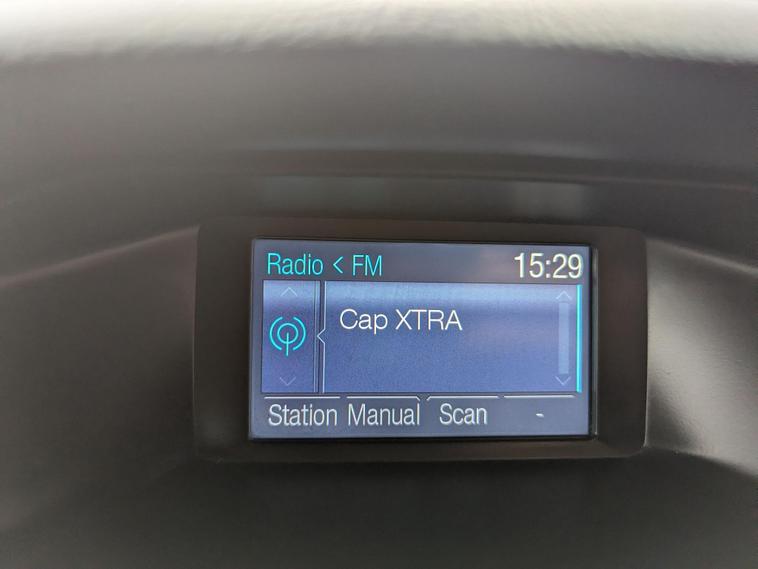 Radio < FM 15:29
Cap XTRA
Station Manual Scan -